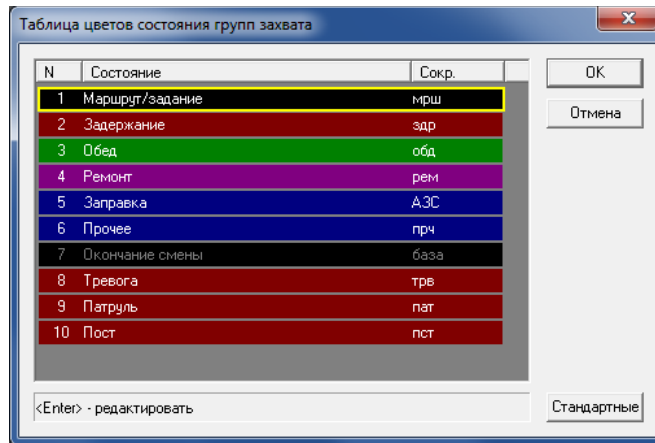 Таблица цветов состояния групп захвата
N Состояние Сокр.
1 Маршрут/задание мрш
2 Задержание здр
3 Обед обд
4 Ремонт рем
5 Заправка АЗС
6 Прочее прч
7 Окончание смены база
8 Тревога трв
9 Патруль пат
10 Пост пст
<Enter> - редактировать
OK
Отмена
Стандартные